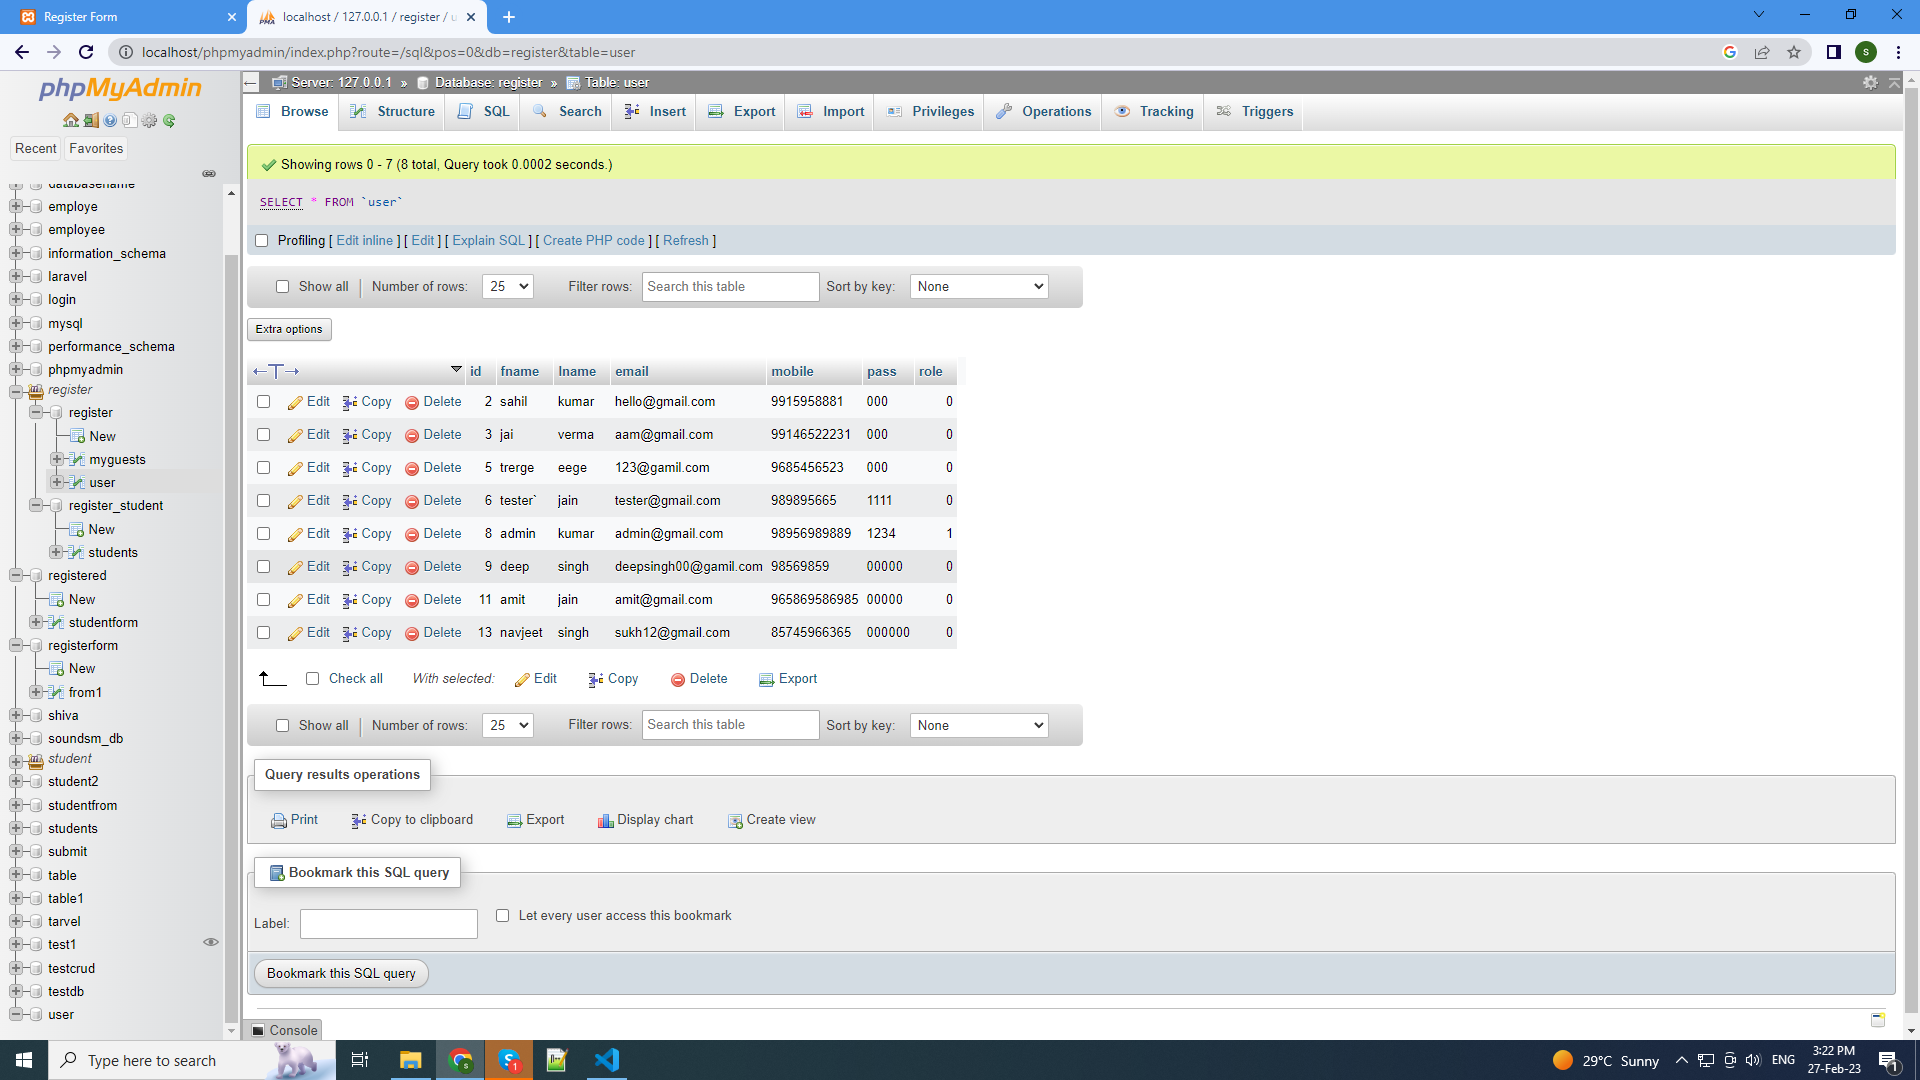 Register Form
localhost / 127.0.0.1 / register / u
localhost/phpmyadmin/index.php?route=/sql&pos=0&db=register&table=user
s
phpMyAdmin
Recent Favorites
databasename
employe
employee
information_schema
laravel
login
mysql
performance_schema
phpmyadmin
register
register
New
myguests
user
register_student
New
students
registered
New
studentform
registerform
New
from1
shiva
soundsm_db
student
student2
studentfrom
students
submit
table
table1
tarvel
test1
testcrud
testdb
user
Server: 127.0.0.1 » Database: register » Table: user
Browse Structure SQL Search Insert Export Import Privileges Operations Tracking Triggers
Showing rows 0 - 7 (8 total, Query took 0.0002 seconds.)
SELECT * FROM `user`
Profiling [ Edit inline ] [ Edit ] [ Explain SQL ] [ Create PHP code ] [ Refresh ]
Show all Number of rows: 25 Filter rows: Search this table Sort by key: None
Extra options
id fname lname email mobile pass role
Edit Copy Delete 2 sahil kumar hello@gmail.com 9915958881 000 0
Edit Copy Delete 3 jai verma aam@gmail.com 99146522231 000 0
Edit Copy Delete 5 trerge eege 123@gamil.com 9685456523 000 0
Edit Copy Delete 6 tester` jain tester@gmail.com 989895665 1111 0
Edit Copy Delete 8 admin kumar admin@gmail.com 98956989889 1234 1
Edit Copy Delete 9 deep singh deepsingh00@gamil.com 98569859 00000 0
Edit Copy Delete 11 amit jain amit@gmail.com 965869586985 00000 0
Edit Copy Delete 13 navjeet singh sukh12@gmail.com 85745966365 000000 0
Check all With selected: Edit Copy Delete Export
Show all Number of rows: 25 Filter rows: Search this table Sort by key: None
Query results operations
Print Copy to clipboard Export Display chart Create view
Bookmark this SQL query
Label: Let every user access this bookmark
Bookmark this SQL query
Console
Type here to search
29°C Sunny
ENG
3:22 PM
27-Feb-23
1